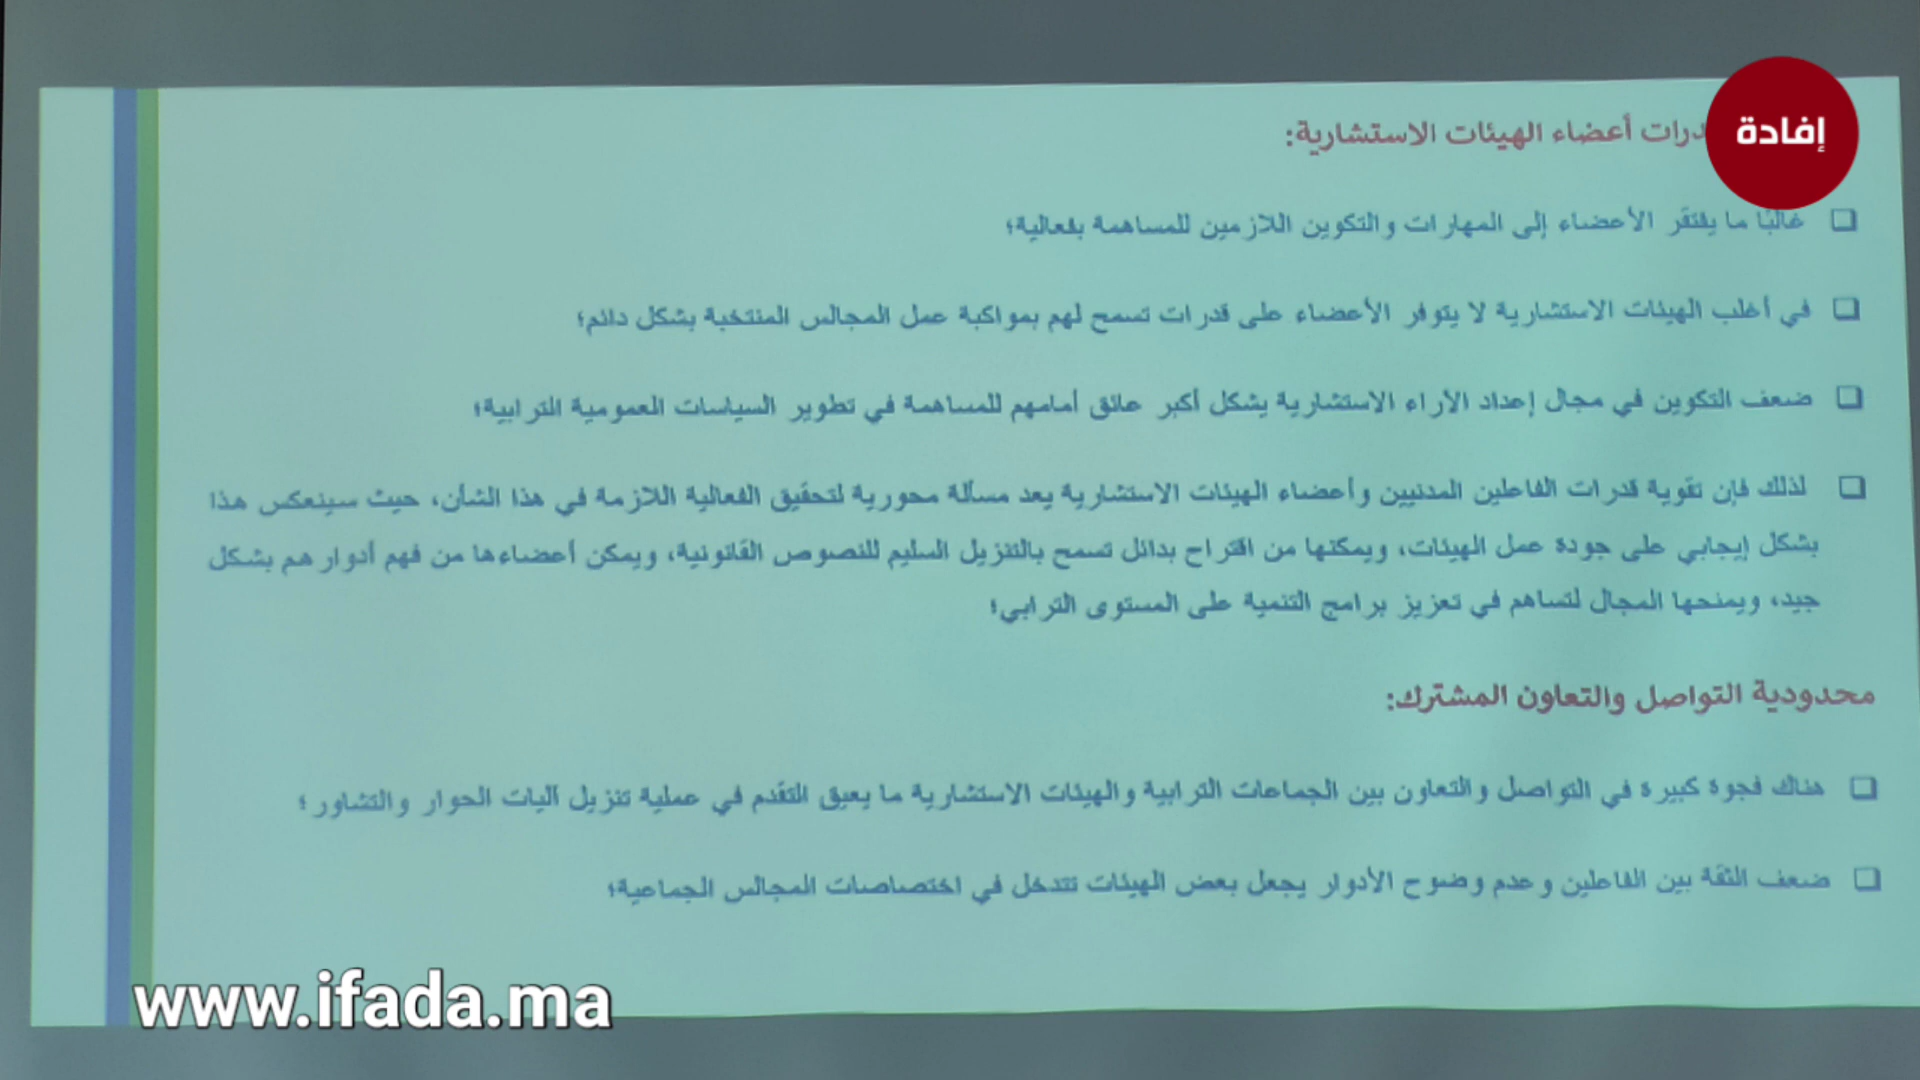 إفادة
درات أعضاء الهيئات الاستشارية:
❑ غالبًا ما يفتقر الأعضاء إلى المهارات والتكوين اللازمين للمساهمة بفعالية؛
❑ في أغلب الهيئات الاستشارية لا يتوفر الأعضاء على قدرات تسمح لهم بمواكبة عمل المجالس المنتخبة بشكل دائم؛
❑ ضعف التكوين في مجال إعداد الآراء الاستشارية يشكل أكبر عائق أمامهم للمساهمة في تطوير السياسات العمومية الترابية؛
❑ لذلك فإن تقوية قدرات الفاعلين المدنيين وأعضاء الهيئات الاستشارية يعد مسألة محورية لتحقيق الفعالية اللازمة في هذا الشأن، حيث سينعكس هذا
بشكل إيجابي على جودة عمل الهيئات، ويمكنها من اقتراح بدائل تسمح بالتنزيل السليم للنصوص القانونية، ويمكن أعضاءها من فهم أدوارهم بشكل
جيد، ويمنحها المجال لتساهم في تعزيز برامج التنمية على المستوى الترابي؛
محدودية التواصل والتعاون المشترك:
❑ هناك فجوة كبيرة في التواصل والتعاون بين الجماعات الترابية والهيئات الاستشارية ما يعيق التقدم في عملية تنزيل آليات الحوار والتشاور؛
❑ ضعف الثقة بين الفاعلين وعدم وضوح الأدوار يجعل بعض الهيئات تتدخل في اختصاصات المجالس الجماعية؛
www.ifada.ma